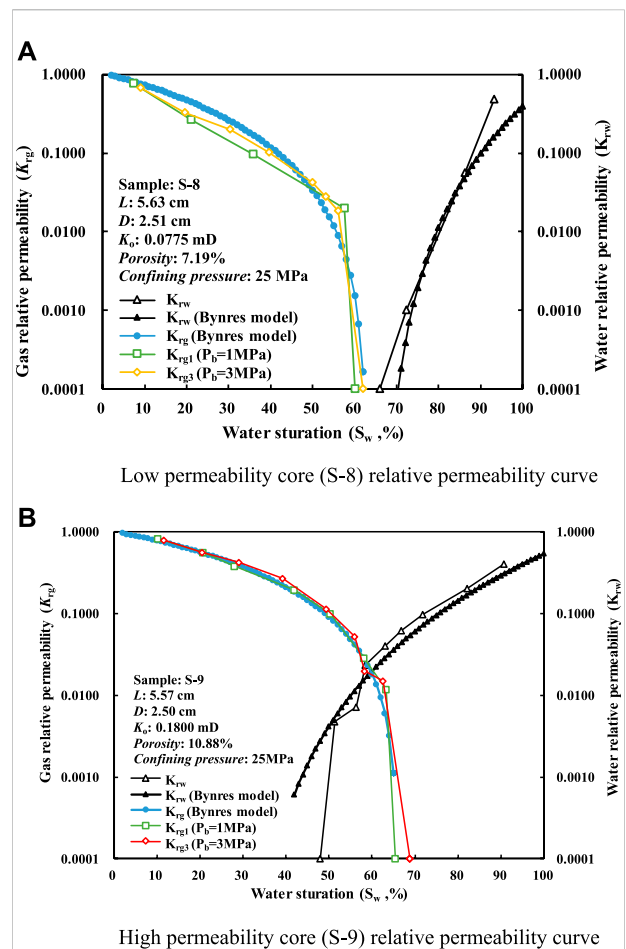 A
1.0000
0.1000
0.0100
0.0010
0.0001
Gas relative permeability (Krg)
1.0000
0.1000
0.0100
0.0010
0.0001
Water relative permeability (Krw)
Sample: S-8
L: 5.63 cm
D: 2.51 cm
Ko: 0.0775 mD
Porosity: 7.19%
Confining pressure: 25 MPa
Krw
Krw (Bynres model)
Krg (Bynres model)
Krg1 (Pb=1MPa)
Krg3 (Pb=3MPa)
0 10 20 30 40 50 60 70 80 90 100
Water sturation (Sw ,%)
Low permeability core (S-8) relative permeability curve
B
1.0000
0.1000
0.0100
0.0010
0.0001
Gas relative permeability (Krg)
1.0000
0.1000
0.0100
0.0010
0.0001
Water relative permeability (Krw)
Sample: S-9
L: 5.57 cm
D: 2.50 cm
Ko: 0.1800 mD
Porosity: 10.88%
Confining pressure: 25MPa
Krw
Krw (Bynres model)
Krg (Bynres model)
Krg1 (Pb=1MPa)
Krg3 (Pb=3MPa)
0 10 20 30 40 50 60 70 80 90 100
Water sturation (Sw ,%)
High permeability core (S-9) relative permeability curve